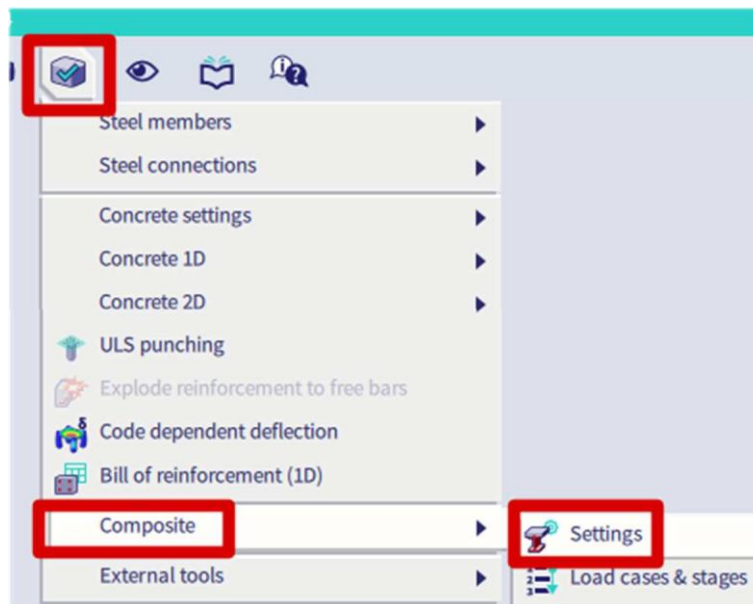 Steel members
Steel connections
Concrete settings
Concrete 1D
Concrete 2D
ULS punching
Explode reinforcement to free bars
Code dependent deflection
Bill of reinforcement (1D)
Composite
Settings
External tools
Load cases & stages